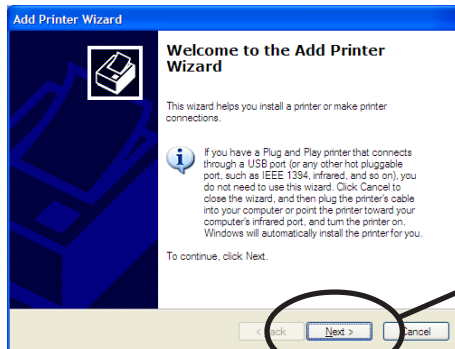 Add Printer Wizard
Welcome to the Add Printer
Wizard
This wizard helps you install a printer or make printer
connections.
If you have a Plug and Play printer that connects
through a USB port (or any other hot pluggable
port, such as IEEE 1394, infrared, and so on), you
do not need to use this wizard. Click Cancel to
close the wizard, and then plug the printer's cable
into your computer or point the printer toward your
computer's infrared port, and turn the printer on.
Windows will automatically install the printer for you.
To continue, click Next.
< Back Next > Cancel